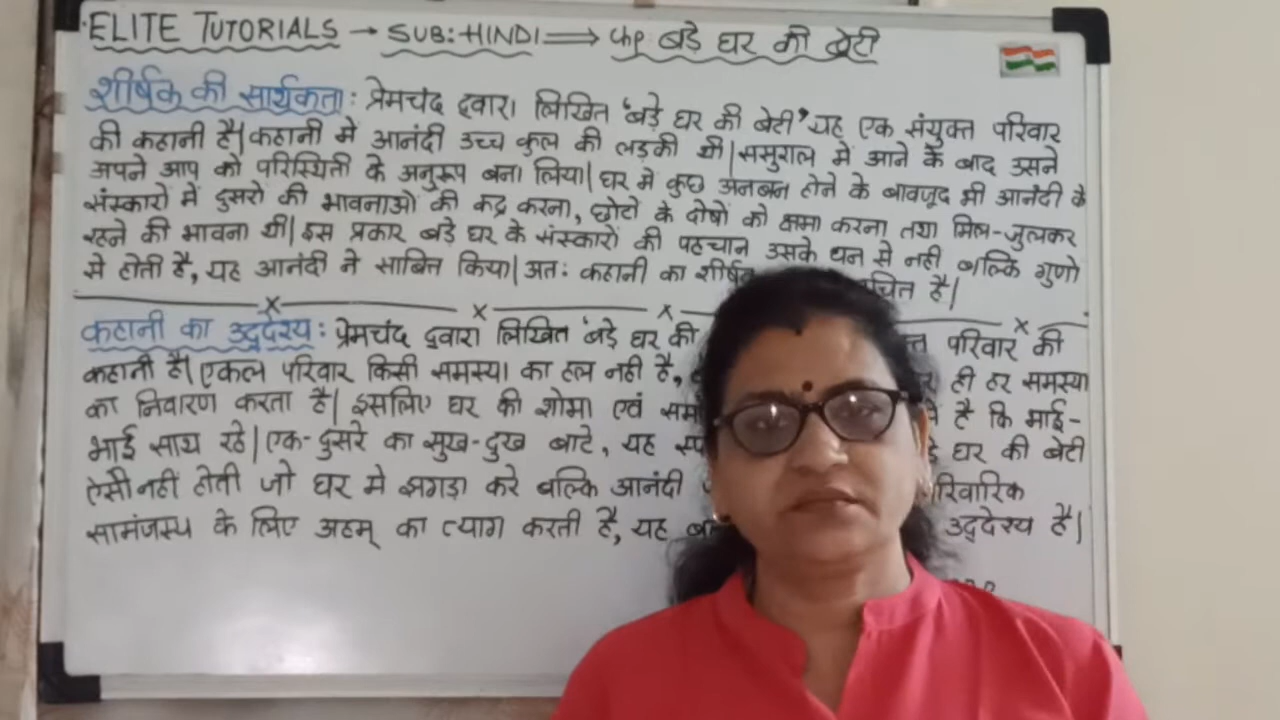 ELITE TUTORIALS → SUB: HINDI ⟹ Chp: बड़े घर की बेटी
शीर्षक की सार्थकता: प्रेमचंद द्वारा लिखित 'बड़े घर की बेटी' यह एक संयुक्त परिवार
की कहानी है| कहानी में आनंदी उच्च कुल की लड़की थी| ससुराल में आने के बाद उसने
अपने आप को परिस्थिती के अनुरूप बना लिया| घर में कुछ अनबन होने के बावजूद भी आनंदी के
संस्कारों में दुसरों की भावनाओं की कद्र करना, छोटों के दोषों को क्षमा करना तथा मिल-जुलकर
रहने की भावना थी| इस प्रकार बड़े घर के संस्कारों की पहचान उसके धन से नही बल्कि गुणो
से होती है, यह आनंदी ने साबित किया| अतः कहानी का है|
कहानी का उद्देश्य: प्रेमचंद द्वारा लिखित 'बड़े घर की परिवार की
कहानी है| एकल परिवार किसी समस्या का हल नही है, ही हर समस्या
का निवारण करता है| इसलिए घर की शोभा एवं है कि भाई-
भाई साथ रहे| एक-दुसरे का सुख-दुख बाटे, यह घर की बेटी
ऐसी नहीं होती जो घर मे झगड़ा करे बल्कि आनंदी
सामंजस्य के लिए अहम् का त्याग करती है, यह उद्देश्य है|